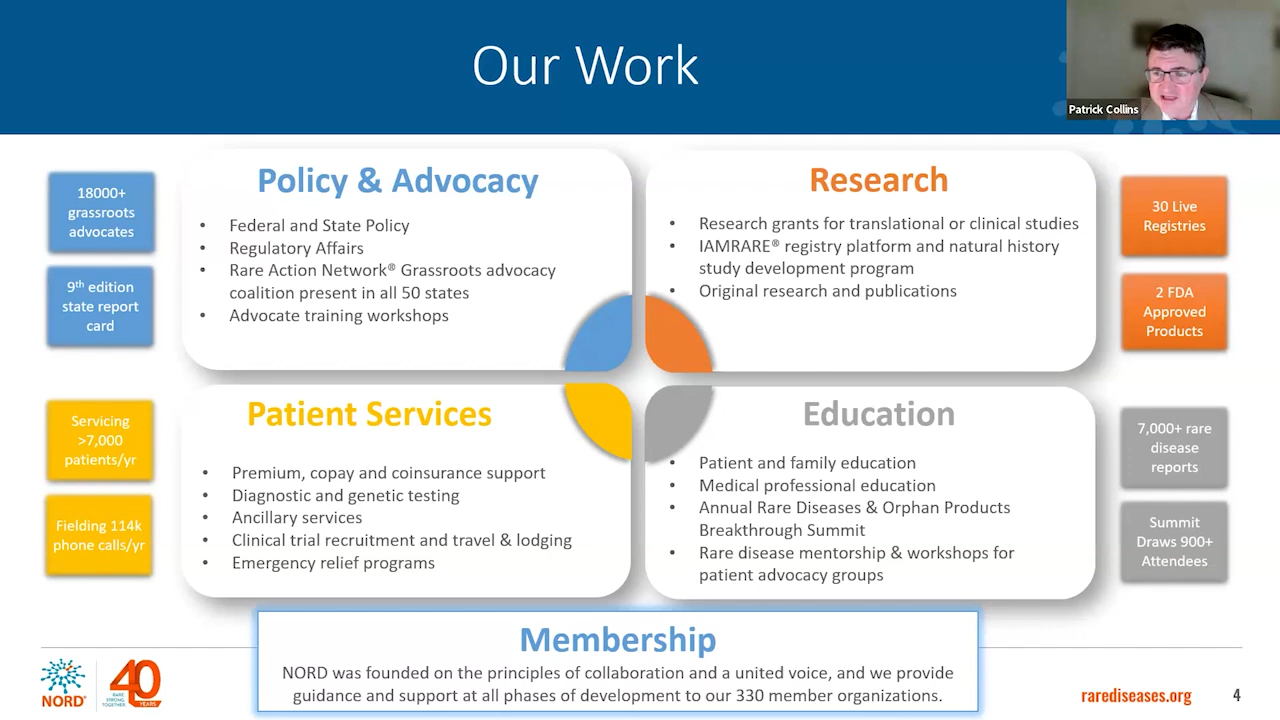 Our Work
Patrick Collins
18000+
grassroots
advocates
9th edition
state report
card
Policy & Advocacy
• Federal and State Policy
• Regulatory Affairs
• Rare Action Network® Grassroots advocacy
coalition present in all 50 states
• Advocate training workshops
Research
• Research grants for translational or clinical studies
• IAMRARE® registry platform and natural history
study development program
• Original research and publications
30 Live
Registries
2 FDA
Approved
Products
Servicing
>7,000
patients/yr
Fielding 114k
phone calls/yr
Patient Services
• Premium, copay and coinsurance support
• Diagnostic and genetic testing
• Ancillary services
• Clinical trial recruitment and travel & lodging
• Emergency relief programs
Education
• Patient and family education
• Medical professional education
• Annual Rare Diseases & Orphan Products
Breakthrough Summit
• Rare disease mentorship & workshops for
patient advocacy groups
7,000+ rare
disease
reports
Summit
Draws 900+
Attendees
Membership
NORD was founded on the principles of collaboration and a united voice, and we provide
guidance and support at all phases of development to our 330 member organizations.
NORD®
RARE
STRONG
TOGETHER
40
YEARS
rarediseases.org
4